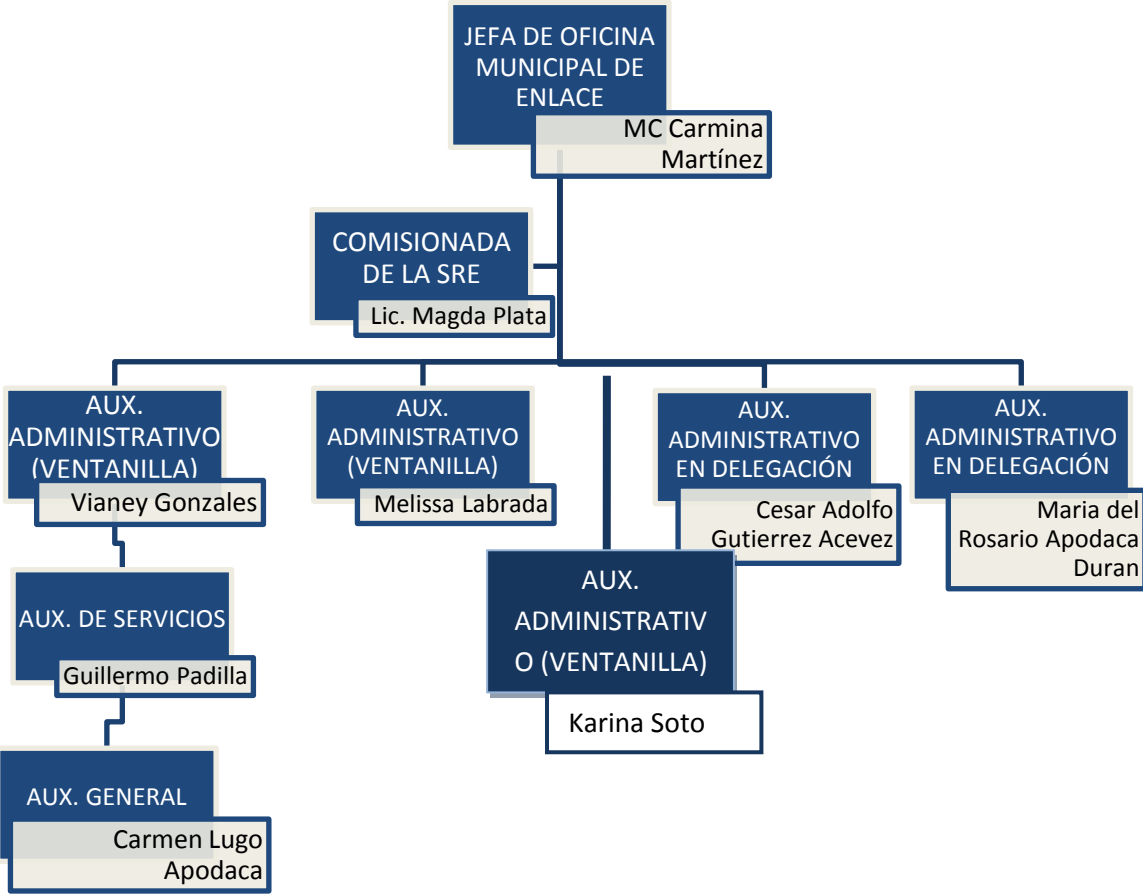 JEFA DE OFICINA
MUNICIPAL DE
ENLACE
MC Carmina
Martínez
COMISIONADA
DE LA SRE
Lic. Magda Plata
AUX.
ADMINISTRATIVO
(VENTANILLA)
Vianey Gonzales
AUX.
ADMINISTRATIVO
(VENTANILLA)
Melissa Labrada
AUX.
ADMINISTRATIVO
EN DELEGACIÓN
Cesar Adolfo
Gutierrez Acevez
AUX.
ADMINISTRATIVO
EN DELEGACIÓN
Maria del
Rosario Apodaca
Duran
AUX.
ADMINISTRATIV
O (VENTANILLA)
Karina Soto
AUX. DE SERVICIOS
Guillermo Padilla
AUX. GENERAL
Carmen Lugo
Apodaca